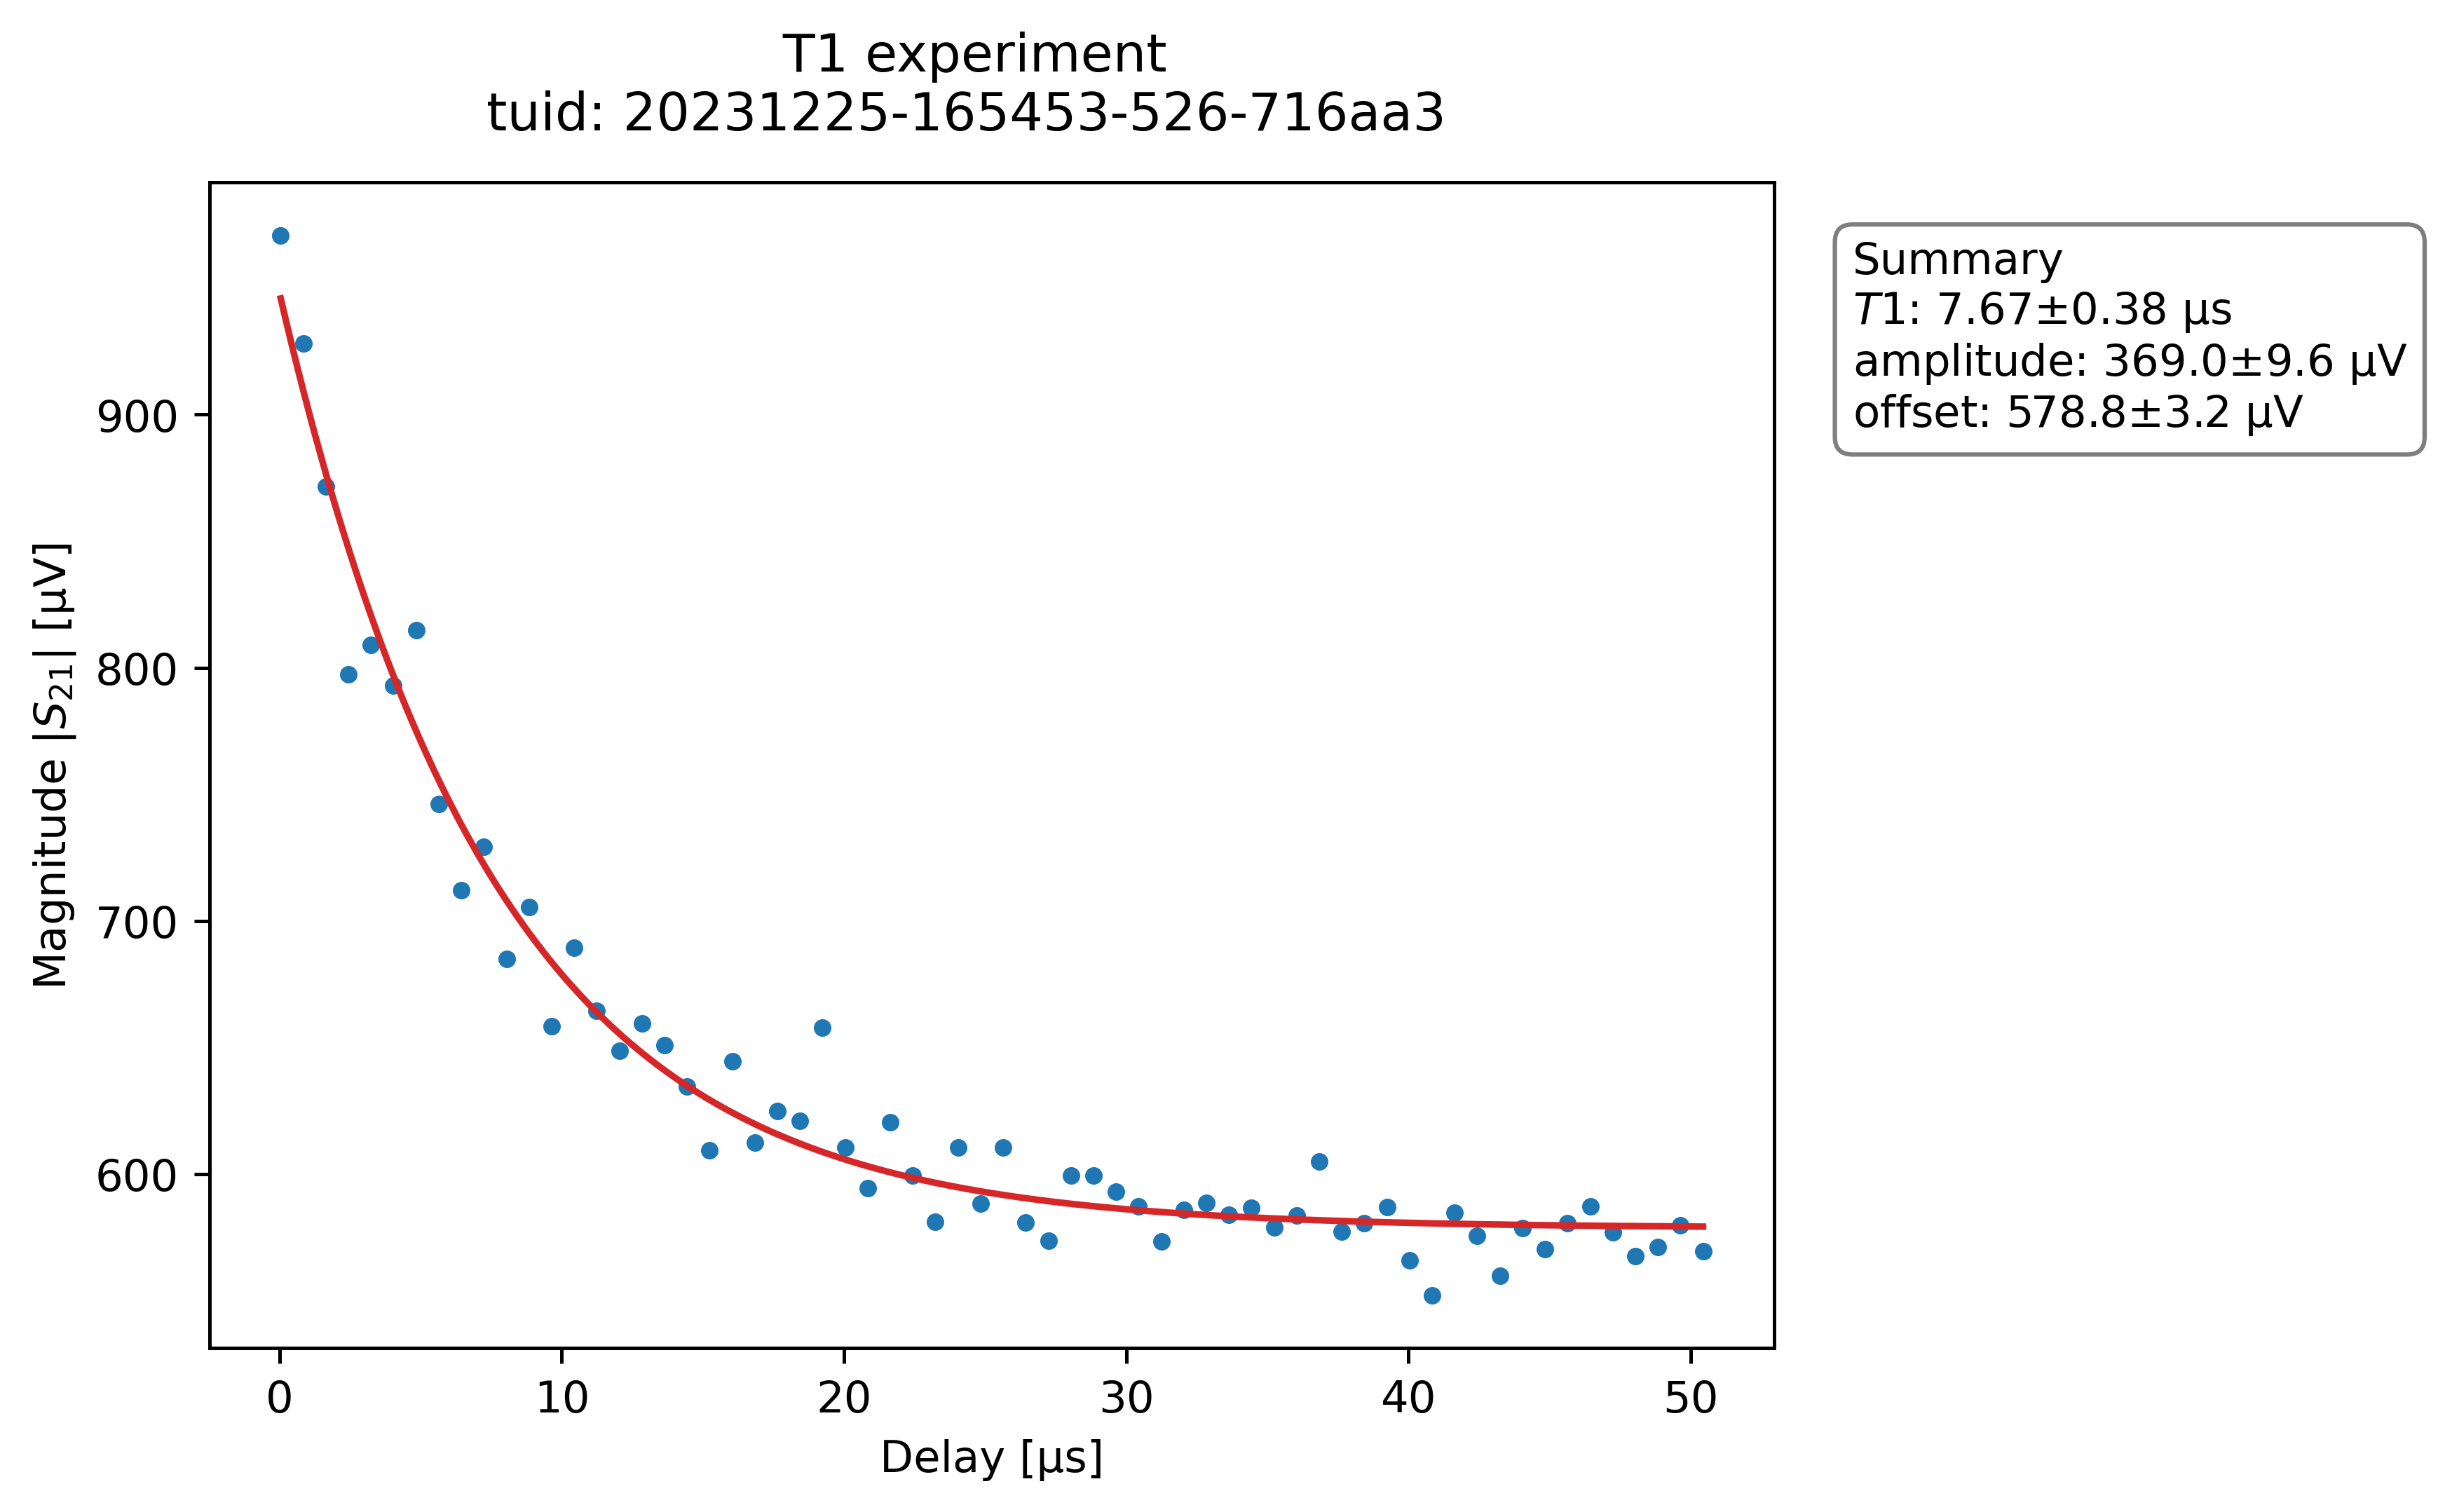 T1 experiment
tuid: 20231225-165453-526-716aa3
Summary
T1: 7.67±0.38 µs
amplitude: 369.0±9.6 µV
offset: 578.8±3.2 µV
Magnitude |S21| [µV]
900
800
700
600
0 10 20 30 40 50
Delay [µs]